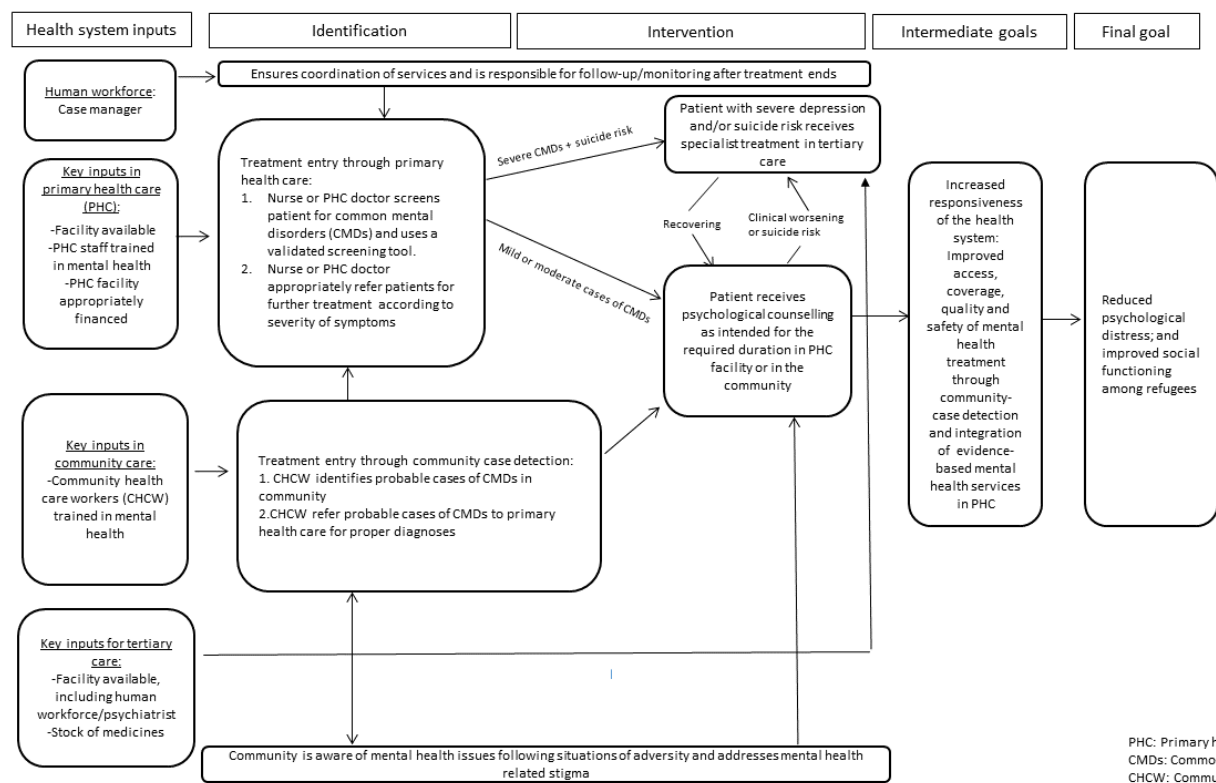 Health system inputs
Identification
Intervention
Intermediate goals
Final goal
Human workforce:
Case manager
Ensures coordination of services and is responsible for follow-up/monitoring after treatment ends
Key inputs in
primary health care
(PHC):
-Facility available
-PHC staff trained
in mental health
-PHC facility
appropriately
financed
Treatment entry through primary
health care:
1. Nurse or PHC doctor screens
patient for common mental
disorders (CMDs) and uses a
validated screening tool.
2. Nurse or PHC doctor
appropriately refer patients for
further treatment according to
severity of symptoms
Severe CMDs + suicide risk
Mild or moderate cases of CMDs
Patient with severe depression
and/or suicide risk receives
specialist treatment in tertiary
care
Recovering
Clinical worsening
or suicide risk
Patient receives
psychological counselling
as intended for the
required duration in PHC
facility or in the
community
Increased
responsiveness
of the health
system:
Improved
access,
coverage,
quality and
safety of mental
health
treatment
through
community-
case detection
and integration
of evidence-
based mental
health services
in PHC
Reduced
psychological
distress; and
improved social
functioning
among refugees
Key inputs in
community care:
-Community health
care workers (CHCW)
trained in mental
health
Treatment entry through community case detection:
1. CHCW identifies probable cases of CMDs in
community
2.CHCW refer probable cases of CMDs to primary
health care for proper diagnoses
Key inputs for tertiary
care:
-Facility available,
including human
workforce/psychiatrist
-Stock of medicines
Community is aware of mental health issues following situations of adversity and addresses mental health
related stigma
PHC: Primary h
CMDs: Commo
CHCW: Commu